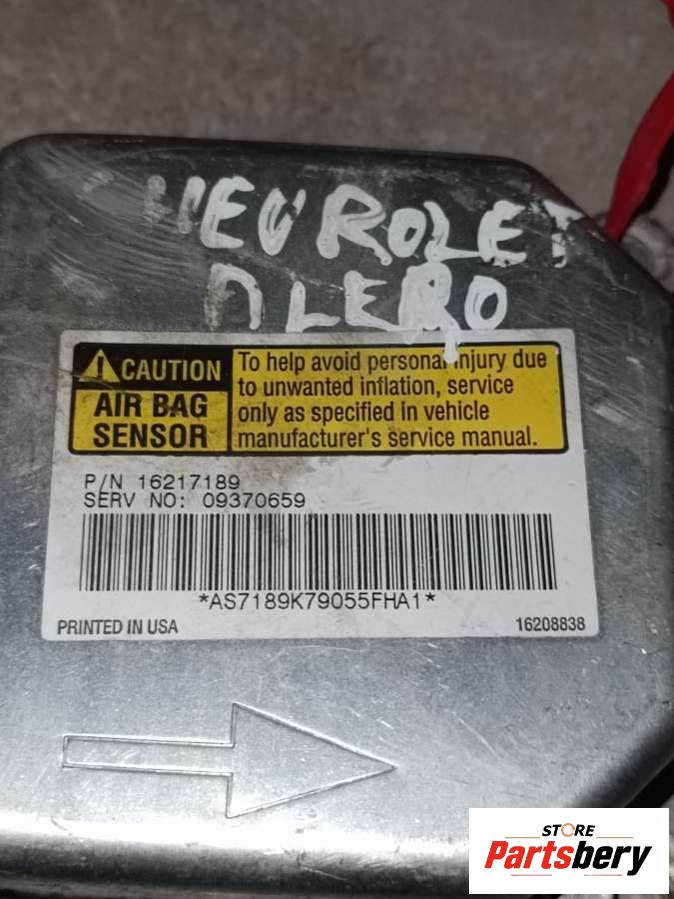 CHEVROLET
ALERO
CAUTION
AIR BAG
SENSOR
To help avoid personal injury due
to unwanted inflation, service
only as specified in vehicle
manufacturer's service manual.
P/N 16217189
SERV NO: 09370659
*AS7189K79055FHA1*
PRINTED IN USA
16208838
STORE
Partsbery